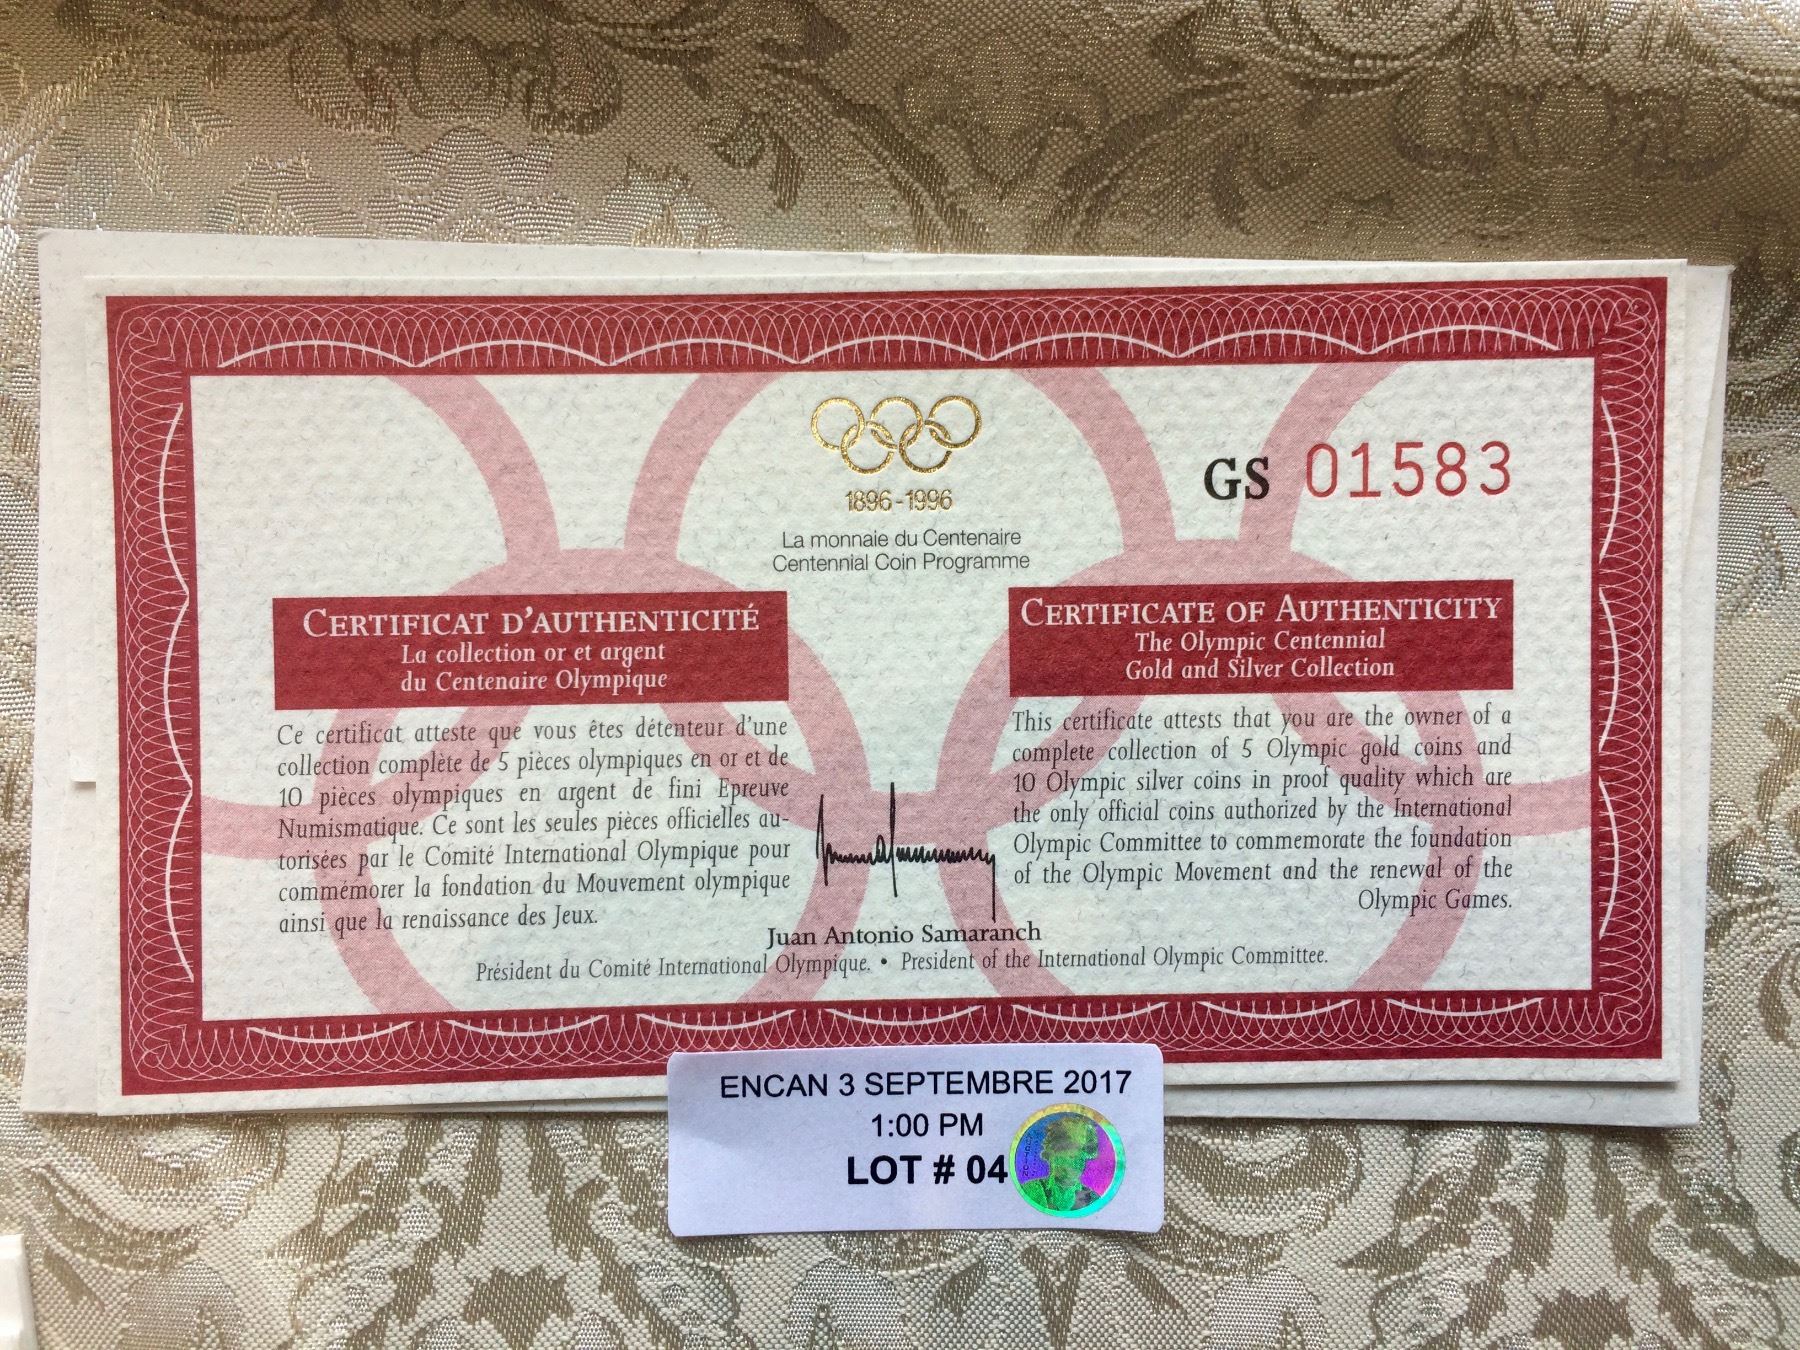 1896-1996
La monnaie du Centenaire
Centennial Coin Programme
GS 01583
CERTIFICAT D'AUTHENTICITÉ
La collection or et argent
du Centenaire Olympique
Ce certificat atteste que vous êtes détenteur d'une
collection complète de 5 pièces olympiques en or et de
10 pièces olympiques en argent de fini Epreuve
Numismatique. Ce sont les seules pièces officielles au-
torisées par le Comité International Olympique pour
commémorer la fondation du Mouvement olympique
ainsi que la renaissance des Jeux.
CERTIFICATE OF AUTHENTICITY
The Olympic Centennial
Gold and Silver Collection
This certificate attests that you are the owner of a
complete collection of 5 Olympic gold coins and
10 Olympic silver coins in proof quality which are
the only official coins authorized by the International
Olympic Committee to commemorate the foundation
of the Olympic Movement and the renewal of the
Olympic Games.
Juan Antonio Samaranch
Président du Comité International Olympique. • President of the International Olympic Committee.
ENCAN 3 SEPTEMBRE 2017
1:00 PM
LOT # 04